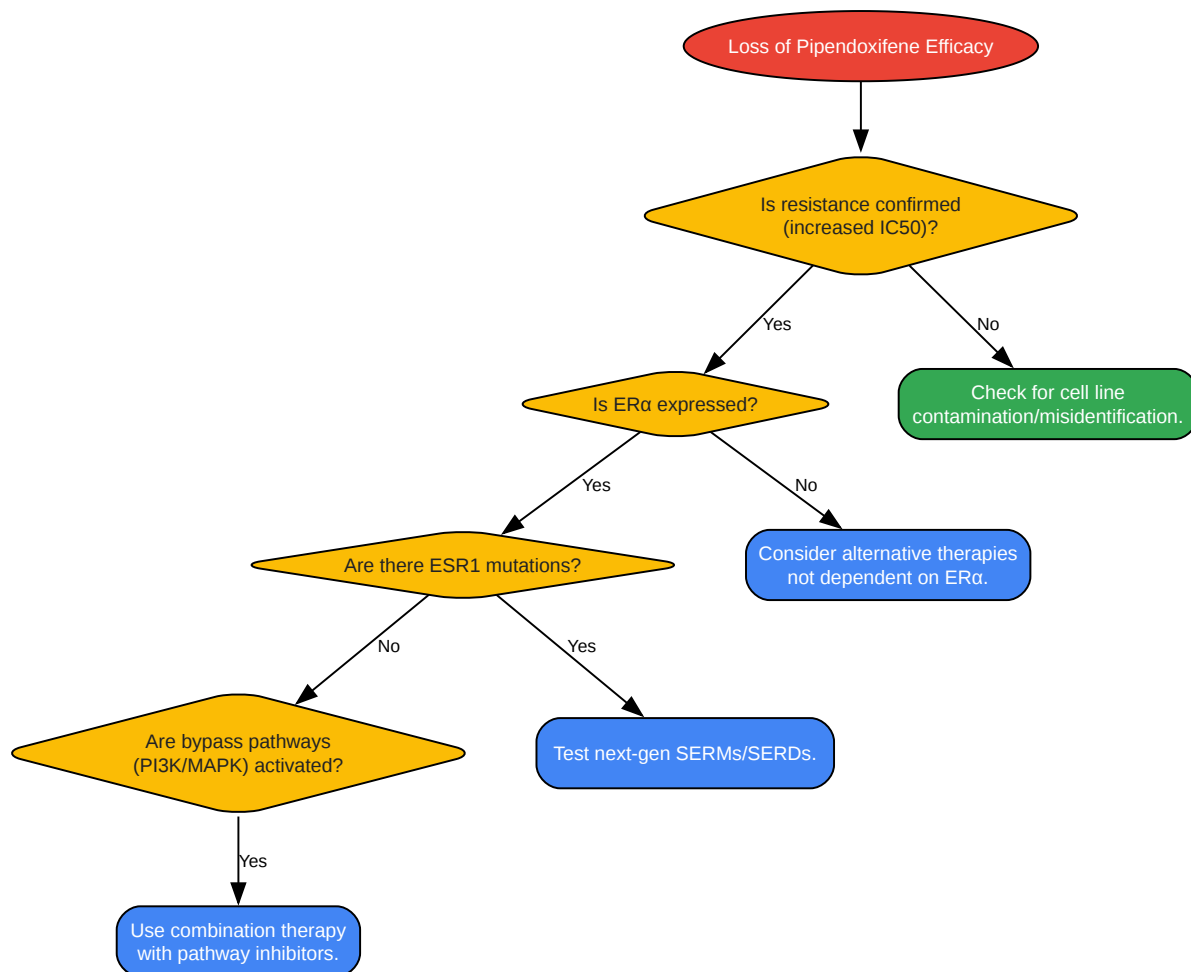 Loss of Pipendoxifene Efficacy
Is resistance confirmed
(increased IC50)?
Yes
No
Is ERα expressed?
Check for cell line
contamination/misidentification.
Yes
No
Are there ESR1 mutations?
Consider alternative therapies
not dependent on ERα.
No
Yes
Are bypass pathways
(PI3K/MAPK) activated?
Test next-gen SERMs/SERDs.
Yes
Use combination therapy
with pathway inhibitors.